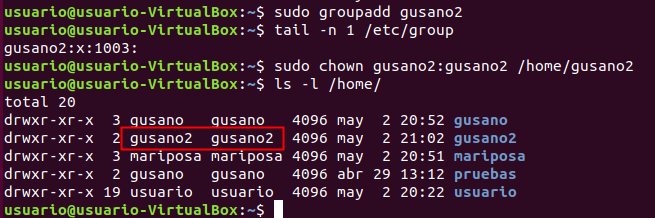 usuario@usuario-VirtualBox:~$ sudo groupadd gusano2
usuario@usuario-VirtualBox:~$ tail -n 1 /etc/group
gusano2:x:1003:
usuario@usuario-VirtualBox:~$ sudo chown gusano2:gusano2 /home/gusano2
usuario@usuario-VirtualBox:~$ ls -l /home/
total 20
drwxr-xr-x  3 gusano   gusano   4096 may  2 20:52 gusano
drwxr-xr-x  2 gusano2  gusano2  4096 may  2 21:02 gusano2
drwxr-xr-x  3 mariposa mariposa 4096 may  2 20:51 mariposa
drwxr-xr-x  2 gusano   gusano   4096 abr 29 13:12 pruebas
drwxr-xr-x 19 usuario  usuario  4096 may  2 20:22 usuario
usuario@usuario-VirtualBox:~$